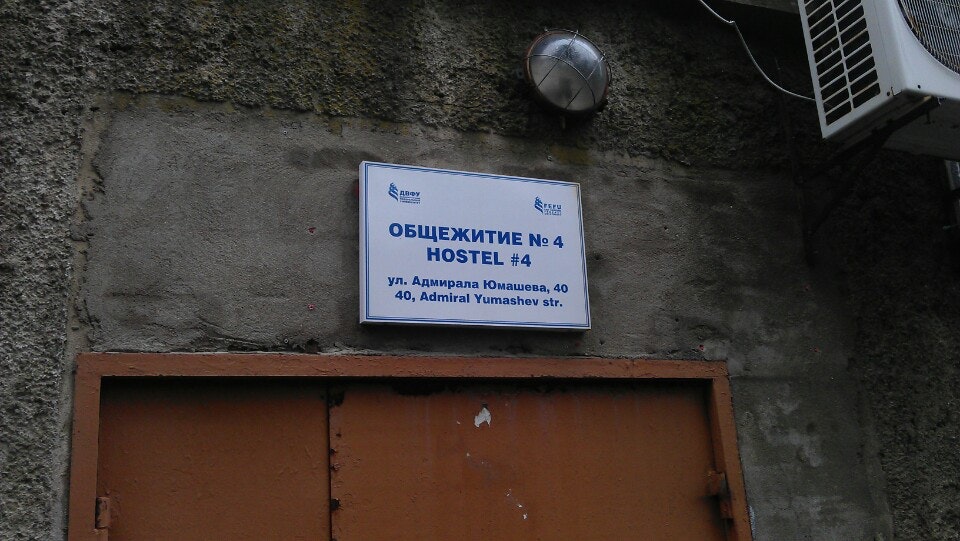 ДВФУ
FEFU
ОБЩЕЖИТИЕ № 4
HOSTEL #4
ул. Адмирала Юмашева, 40
40, Admiral Yumashev str.